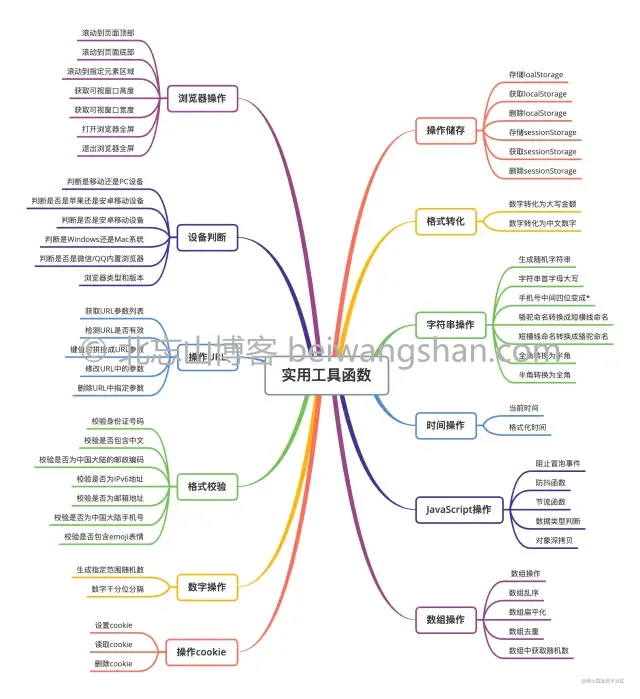 滚动到页面顶部
滚动到页面底部
滚动到指定元素区域
获取可视窗口高度
获取可视窗口宽度
打开浏览器全屏
退出浏览器全屏
浏览器操作
判断是移动还是PC设备
判断是否是苹果还是安卓移动设备
判断是否是安卓移动设备
判断是Windows还是Mac系统
判断是否是微信/QQ内置浏览器
浏览器类型和版本
设备判断
获取URL参数列表
检测URL是否有效
键值对拼接成URL参数
修改URL中的参数
删除URL中指定参数
操作URL
校验身份证号码
校验是否包含中文
校验是否为中国大陆的邮政编码
校验是否为IPv6地址
校验是否为邮箱地址
校验是否为中国大陆手机号
校验是否包含emoji表情
格式校验
生成指定范围随机数
数字千分位分隔
数字操作
设置cookie
读取cookie
删除cookie
操作cookie
实用工具函数
© 北京山博客 beiwangshan.com
操作储存
存储loalStorage
获取localStorage
删除localStorage
存储sessionStorage
获取sessionStorage
删除sessionStorage
格式转化
数字转化为大写金额
数字转化为中文数字
字符串操作
生成随机字符串
字符串首字母大写
手机号中间四位变成*
骆驼命名转换成短横线命名
短横线命名转换成骆驼命名
全角转换为半角
半角转换为全角
时间操作
当前时间
格式化时间
JavaScript操作
阻止冒泡事件
防抖函数
节流函数
数据类型判断
对象深拷贝
数组操作
数组操作
数组乱序
数组扁平化
数组去重
数组中获取随机数